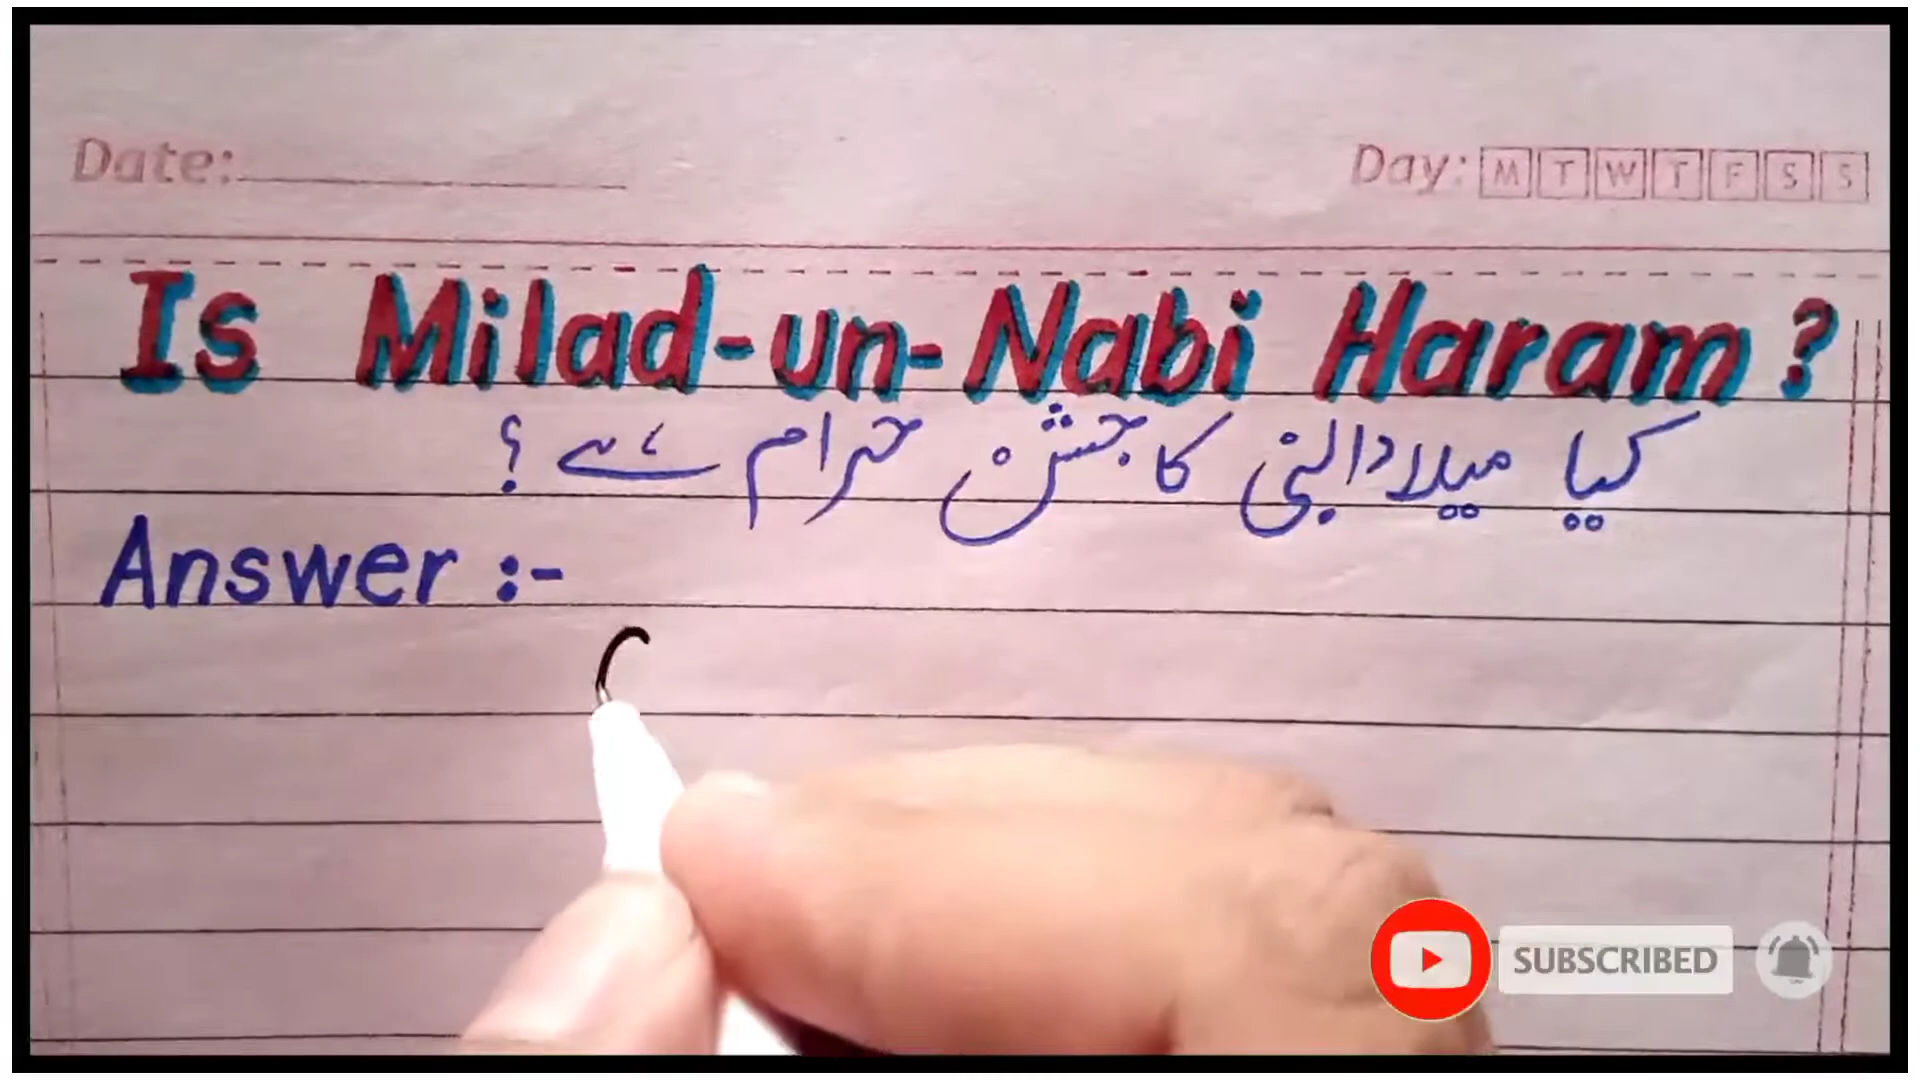 Date:
Day: M T W T F S S
Is Milad-un-Nabi Haram?
کیا میلادالنبی کا جشن حرام ہے؟
Answer :-
SUBSCRIBED